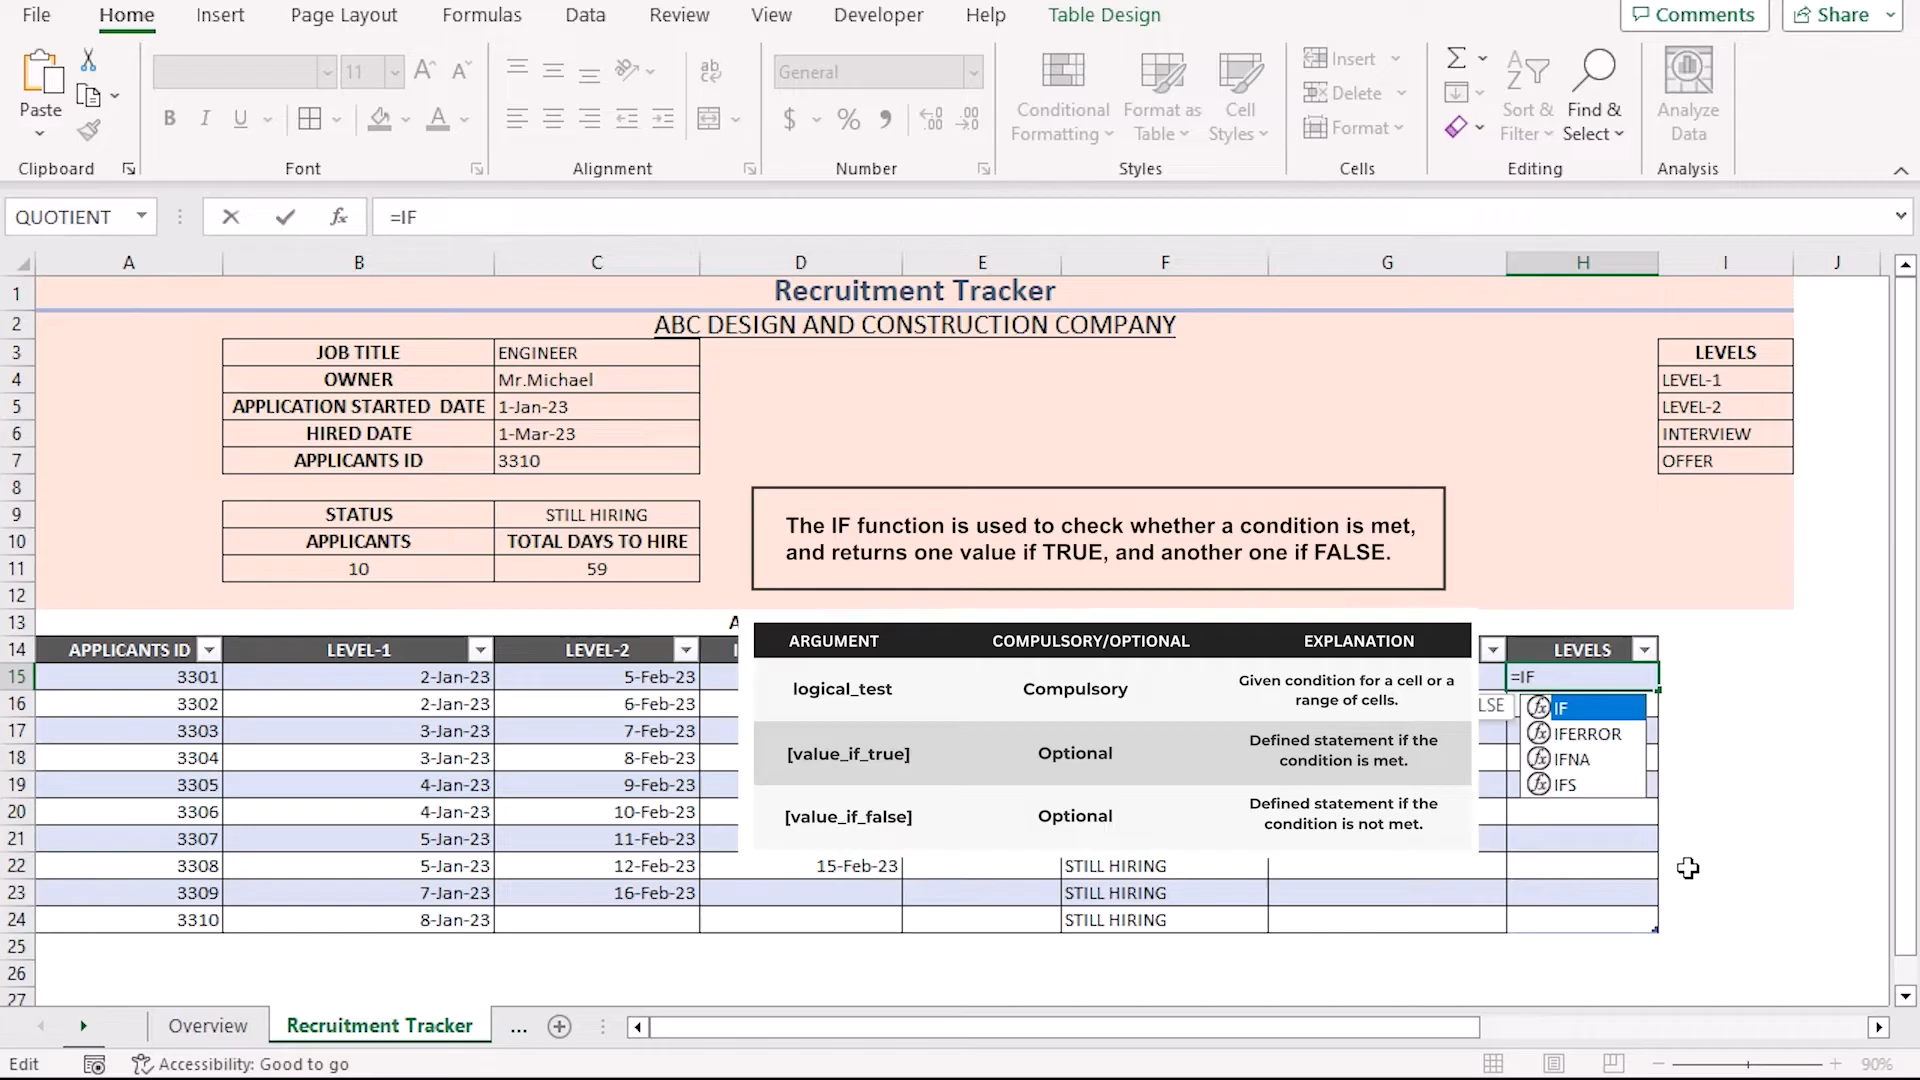 File Home Insert Page Layout Formulas Data Review View Developer Help Table Design Comments Share
Paste
Clipboard
11
B I U A
Font
ab
Alignment
General
$ % 9
Number
Conditional Formatting
Format as Table
Cell Styles
Styles
Insert
Delete
Format
Cells
Sort & Filter
Find & Select
Editing
Analyze Data
Analysis
QUOTIENT fx =IF
A B C D E F G H I J
1 Recruitment Tracker
2 ABC DESIGN AND CONSTRUCTION COMPANY
3 JOB TITLE ENGINEER LEVELS
4 OWNER Mr.Michael LEVEL-1
5 APPLICATION STARTED DATE 1-Jan-23 LEVEL-2
6 HIRED DATE 1-Mar-23 INTERVIEW
7 APPLICANTS ID 3310 OFFER
8
9 STATUS STILL HIRING
10 APPLICANTS TOTAL DAYS TO HIRE
11 10 59
12
The IF function is used to check whether a condition is met,
and returns one value if TRUE, and another one if FALSE.
13
14 APPLICANTS ID LEVEL-1 LEVEL-2 LEVELS
15 3301 2-Jan-23 5-Feb-23 =IF
16 3302 2-Jan-23 6-Feb-23
17 3303 3-Jan-23 7-Feb-23
18 3304 3-Jan-23 8-Feb-23
19 3305 4-Jan-23 9-Feb-23
20 3306 4-Jan-23 10-Feb-23
21 3307 5-Jan-23 11-Feb-23
22 3308 5-Jan-23 12-Feb-23 15-Feb-23 STILL HIRING
23 3309 7-Jan-23 16-Feb-23 STILL HIRING
24 3310 8-Jan-23 STILL HIRING
25
26
27
ARGUMENT COMPULSORY/OPTIONAL EXPLANATION
logical_test Compulsory Given condition for a cell or a
range of cells.
[value_if_true] Optional Defined statement if the
condition is met.
[value_if_false] Optional Defined statement if the
condition is not met.
LSE
IF
IFERROR
IFNA
IFS
Overview Recruitment Tracker ...
Edit Accessibility: Good to go 90%